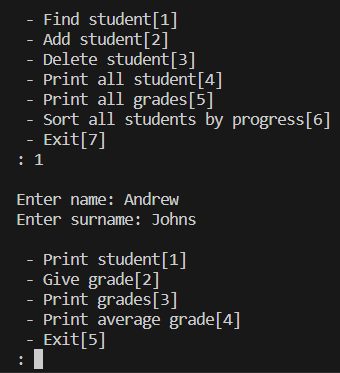 - Find student[1]
- Add student[2]
- Delete student[3]
- Print all student[4]
- Print all grades[5]
- Sort all students by progress[6]
- Exit[7]
: 1
Enter name: Andrew
Enter surname: Johns
- Print student[1]
- Give grade[2]
- Print grades[3]
- Print average grade[4]
- Exit[5]
: